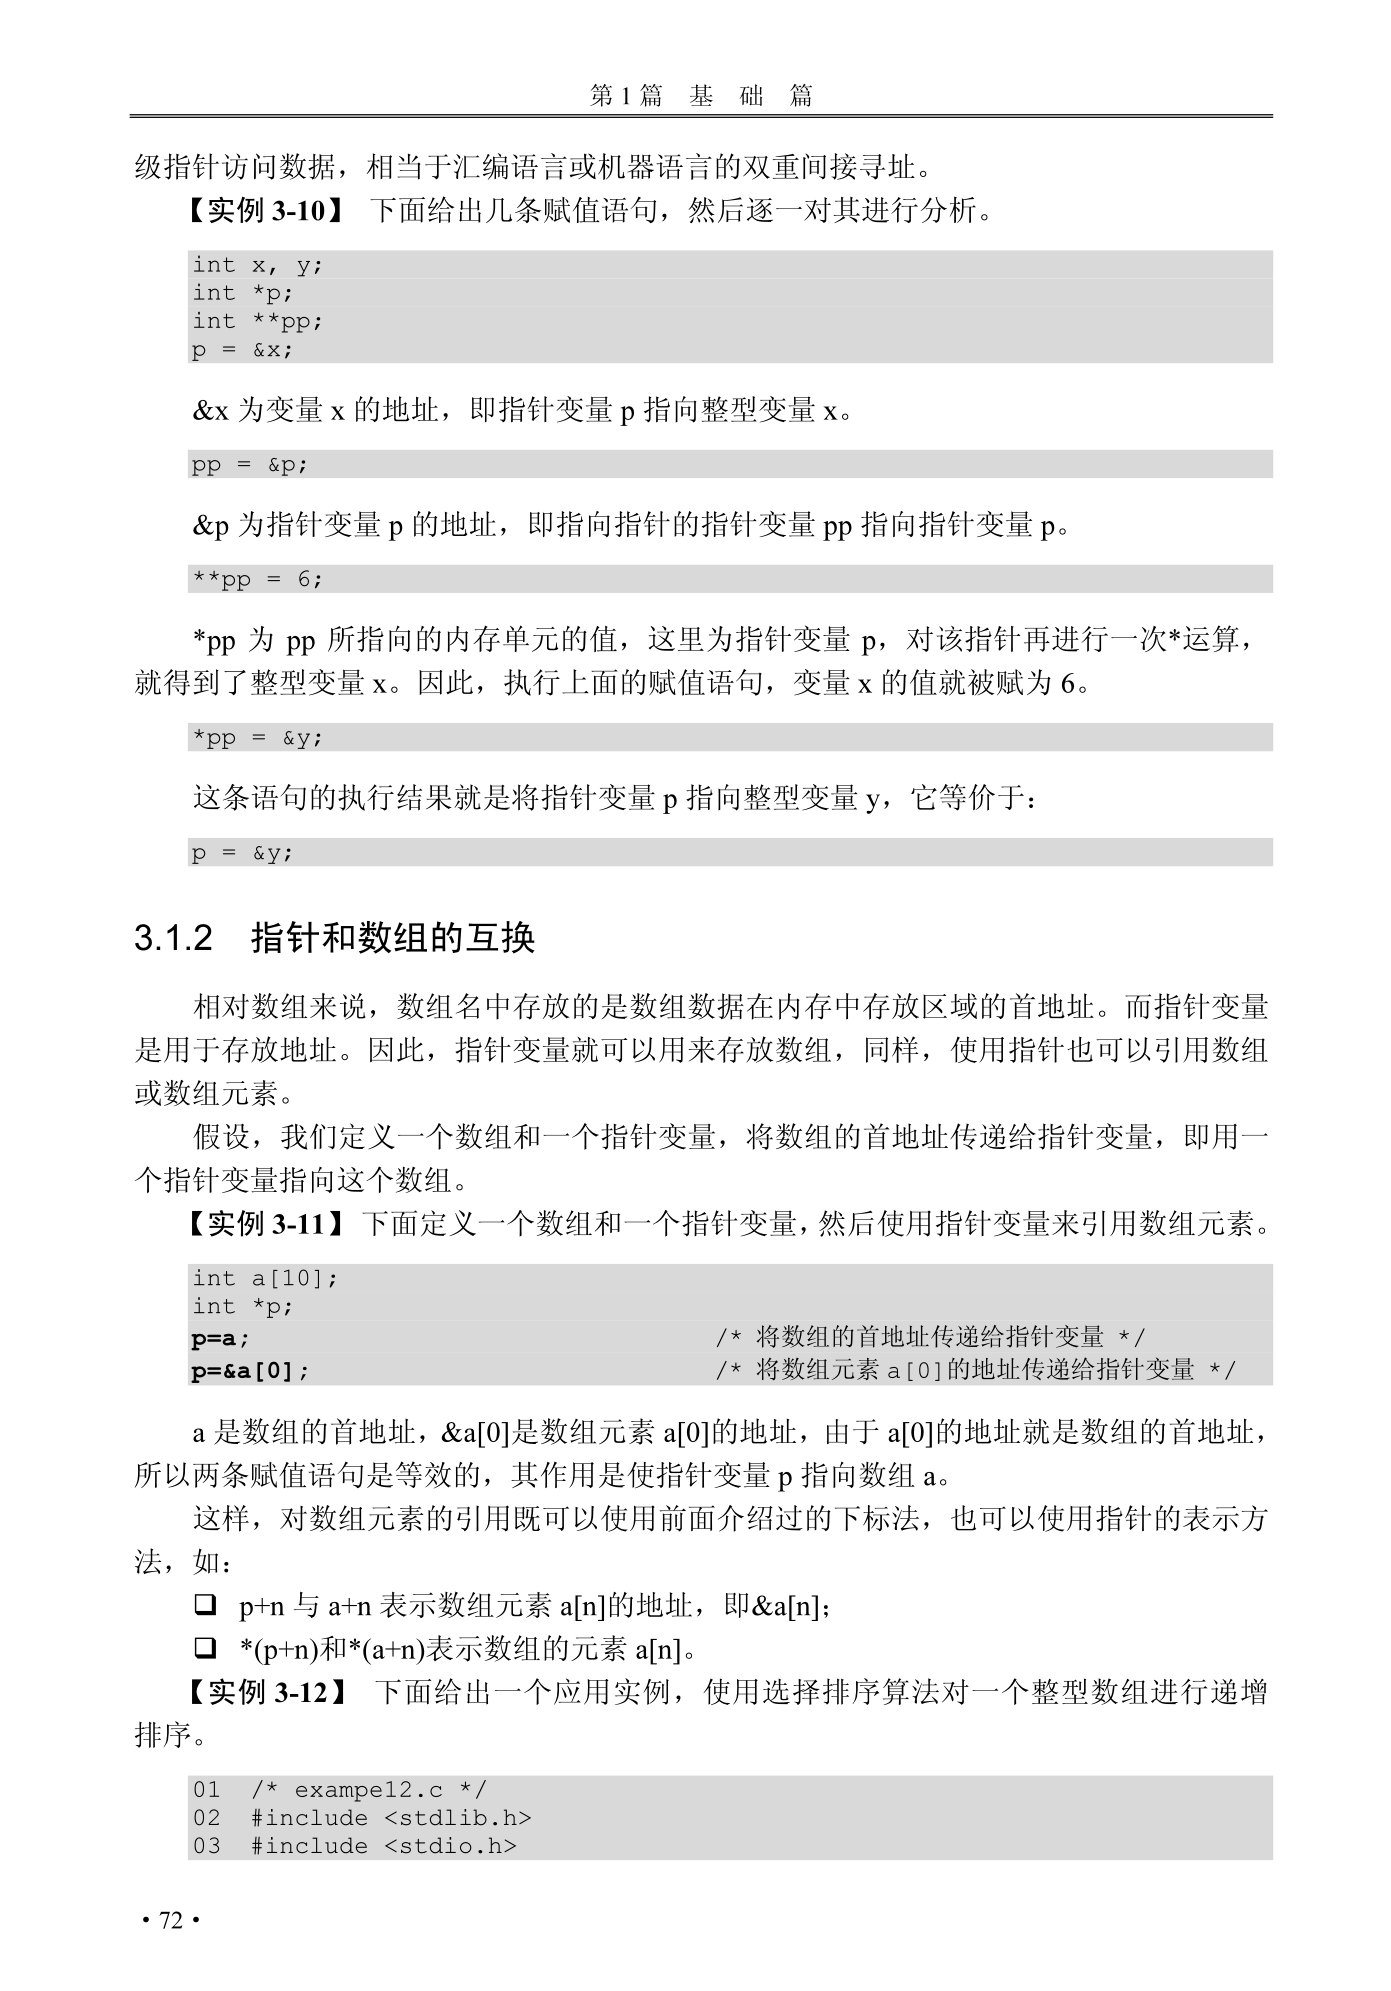 第 1 篇　基　础　篇
级指针访问数据，相当于汇编语言或机器语言的双重间接寻址。
【实例 3-10】 下面给出几条赋值语句，然后逐一对其进行分析。
int x, y;
int *p;
int **pp;
p = &x;
&x 为变量 x 的地址，即指针变量 p 指向整型变量 x。
pp = &p;
&p 为指针变量 p 的地址，即指向指针的指针变量 pp 指向指针变量 p。
**pp = 6;
*pp 为 pp 所指向的内存单元的值，这里为指针变量 p，对该指针再进行一次*运算，
就得到了整型变量 x。因此，执行上面的赋值语句，变量 x 的值就被赋为 6。
*pp = &y;
这条语句的执行结果就是将指针变量 p 指向整型变量 y，它等价于：
p = &y;
3.1.2　指针和数组的互换
相对数组来说，数组名中存放的是数组数据在内存中存放区域的首地址。而指针变量
是用于存放地址。因此，指针变量就可以用来存放数组，同样，使用指针也可以引用数组
或数组元素。
假设，我们定义一个数组和一个指针变量，将数组的首地址传递给指针变量，即用一
个指针变量指向这个数组。
【实例 3-11】 下面定义一个数组和一个指针变量，然后使用指针变量来引用数组元素。
int a[10];
int *p;
p=a; /* 将数组的首地址传递给指针变量 */
p=&a[0]; /* 将数组元素 a[0]的地址传递给指针变量 */
a 是数组的首地址，&a[0]是数组元素 a[0]的地址，由于 a[0]的地址就是数组的首地址，
所以两条赋值语句是等效的，其作用是使指针变量 p 指向数组 a。
这样，对数组元素的引用既可以使用前面介绍过的下标法，也可以使用指针的表示方
法，如：
❑ p+n 与 a+n 表示数组元素 a[n]的地址，即&a[n]；
❑ *(p+n)和*(a+n)表示数组的元素 a[n]。
【实例 3-12】 下面给出一个应用实例，使用选择排序算法对一个整型数组进行递增
排序。
01 /* exampe12.c */
02 #include <stdlib.h>
03 #include <stdio.h>
·72·